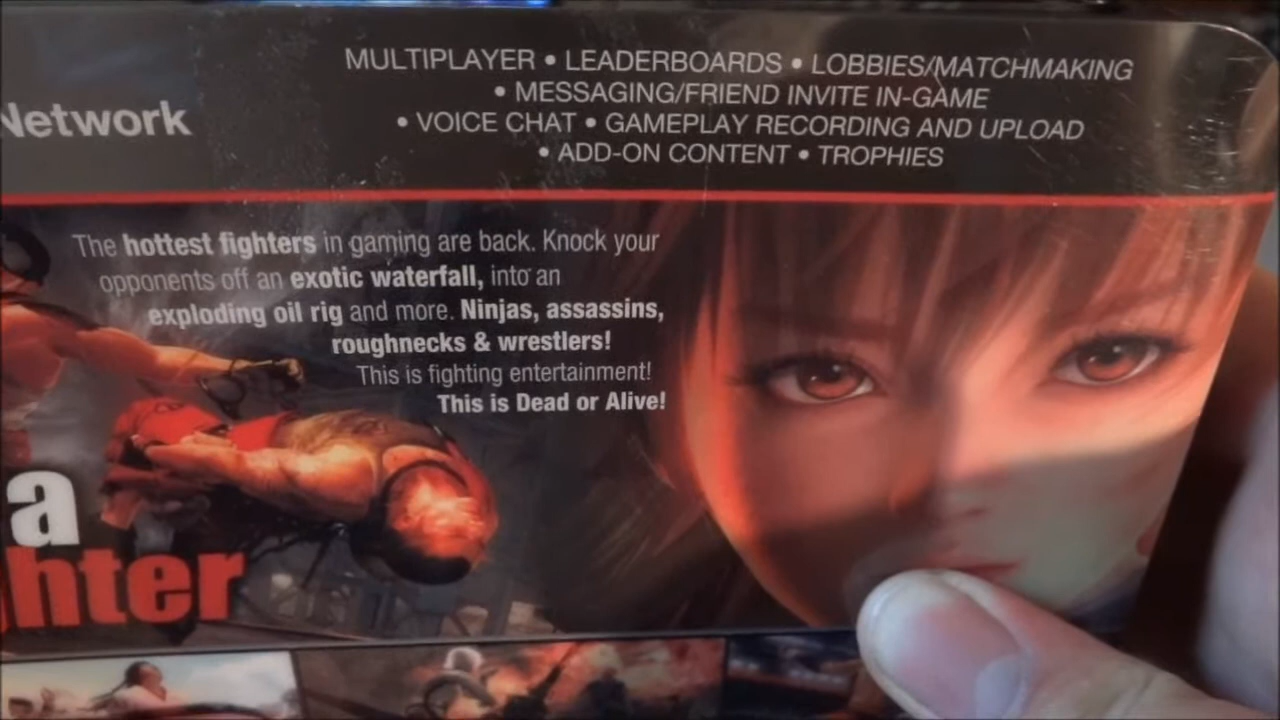 MULTIPLAYER • LEADERBOARDS • LOBBIES/MATCHMAKING
• MESSAGING/FRIEND INVITE IN-GAME
• VOICE CHAT • GAMEPLAY RECORDING AND UPLOAD
• ADD-ON CONTENT • TROPHIES
Network
The hottest fighters in gaming are back. Knock your
opponents off an exotic waterfall, into an
exploding oil rig and more. Ninjas, assassins,
roughnecks & wrestlers!
This is fighting entertainment!
This is Dead or Alive!
a
hter